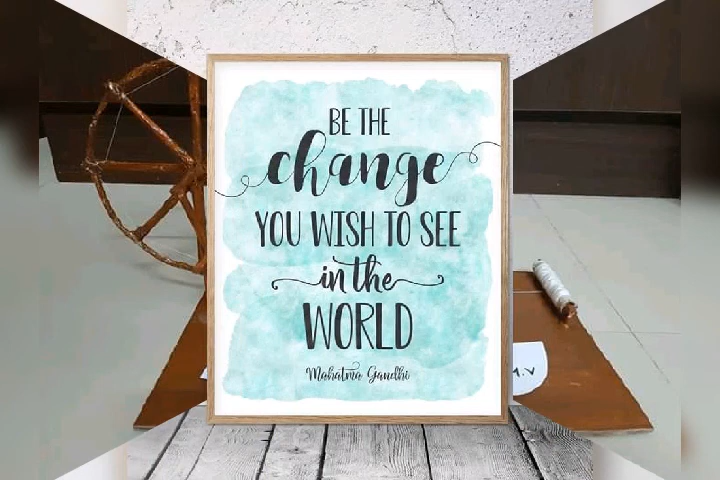 BE THE
change
YOU WISH TO SEE
in the
WORLD
Mahatma Gandhi